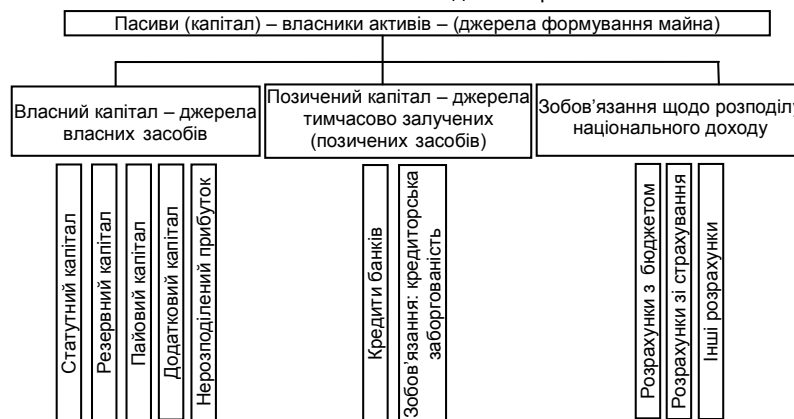 Пасиви (капітал) – власники активів – (джерела формування майна)
Власний капітал – джерела
власних засобів
Позичений капітал – джерела
тимчасово залучених
(позичених засобів)
Зобов’язання щодо розподілу
національного доходу
Статутний капітал
Резервний капітал
Пайовий капітал
Додатковий капітал
Нерозподілений прибуток
Кредити банків
Зобов’язання: кредиторська
заборгованість
Розрахунки з бюджетом
Розрахунки зі страхування
Інші розрахунки